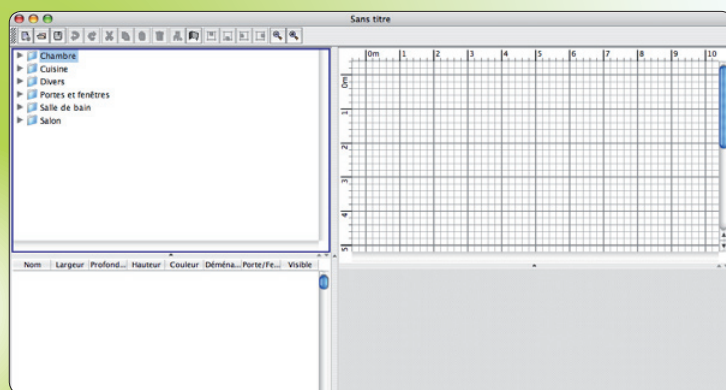 Sans titre
Chambre
Cuisine
Divers
Portes et fenêtres
Salle de bain
Salon
0m 1 2 3 4 5 6 7 8 9 10
0m
1
2
3
4
5
Nom Largeur Profond... Hauteur Couleur Déména... Porte/Fe... Visible